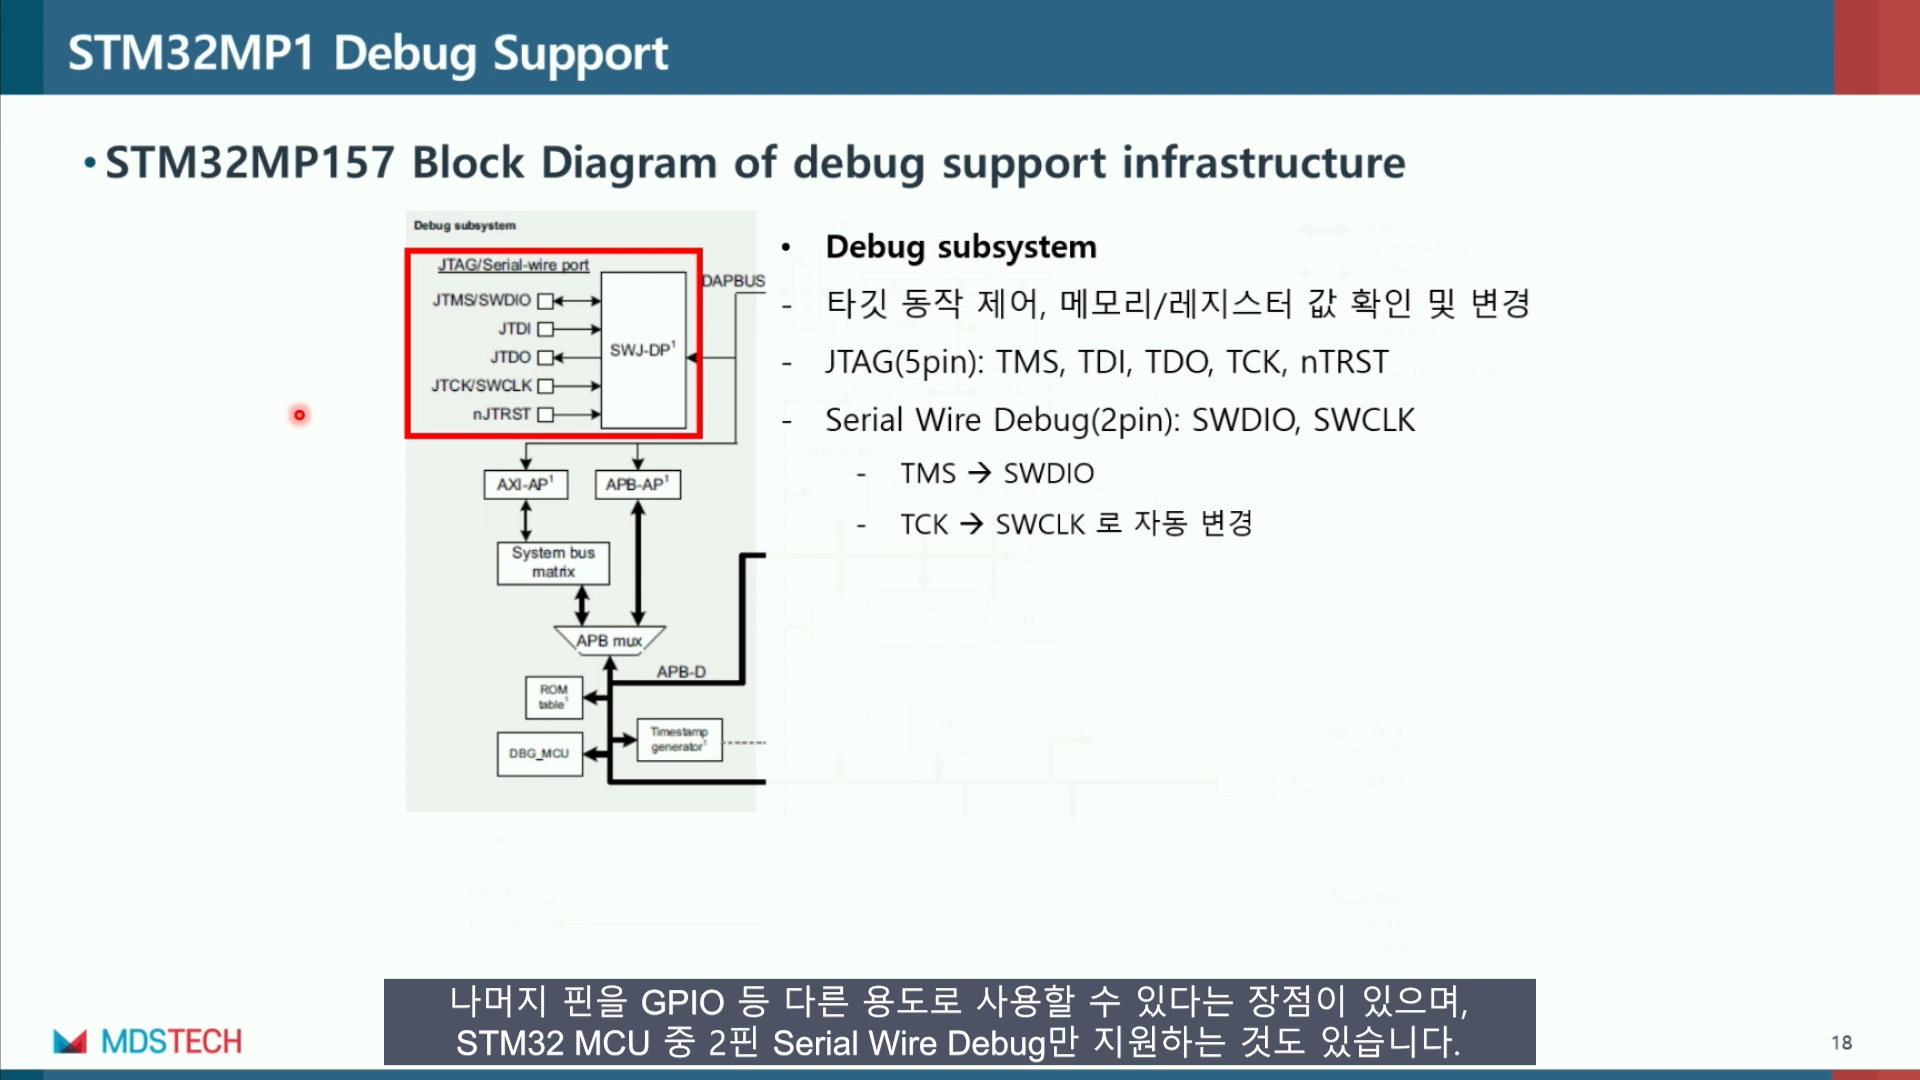 STM32MP1 Debug Support
• STM32MP157 Block Diagram of debug support infrastructure
Debug subsystem
JTAG/Serial-wire port
JTMS/SWDIO
JTDI
JTDO
JTCK/SWCLK
nJTRST
SWJ-DP¹
DAPBUS
AXI-AP¹
APB-AP¹
System bus
matrix
APB mux
APB-D
ROM
table¹
Timestamp
generator¹
DBG_MCU
• Debug subsystem
- 타깃 동작 제어, 메모리/레지스터 값 확인 및 변경
- JTAG(5pin): TMS, TDI, TDO, TCK, nTRST
- Serial Wire Debug(2pin): SWDIO, SWCLK
- TMS → SWDIO
- TCK → SWCLK 로 자동 변경
나머지 핀을 GPIO 등 다른 용도로 사용할 수 있다는 장점이 있으며,
STM32 MCU 중 2핀 Serial Wire Debug만 지원하는 것도 있습니다.
MDSTECH
18